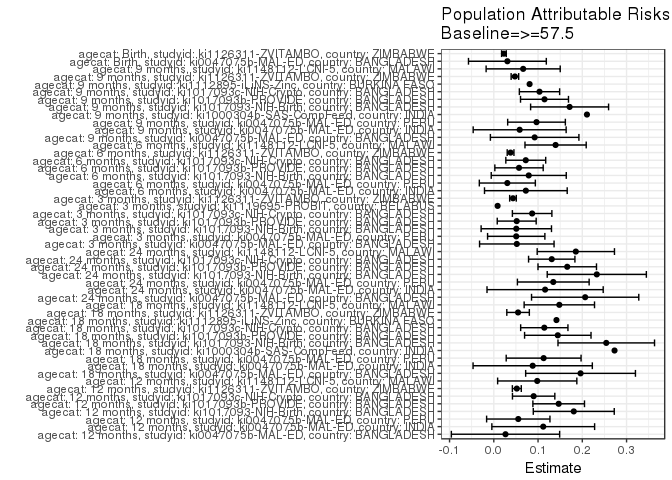 Population Attributable Risks
Baseline=>=57.5
agecat: Birth, studyid: ki1126311-ZVITAMBO, country: ZIMBABWE
agecat: Birth, studyid: ki0047075b-MAL-ED, country: BANGLADESH
agecat: 9 months, studyid: ki1148112-LCNI-5, country: MALAWI
agecat: 9 months, studyid: ki1126311-ZVITAMBO, country: ZIMBABWE
agecat: 9 months, studyid: ki1112895-iLiNS-Zinc, country: BURKINA FASO
agecat: 9 months, studyid: ki1017093c-NIH-Crypto, country: BANGLADESH
agecat: 9 months, studyid: ki1017093b-PROVIDE, country: BANGLADESH
agecat: 9 months, studyid: ki1017093-NIH-Birth, country: BANGLADESH
agecat: 9 months, studyid: ki1000304b-SAS-CompFeed, country: INDIA
agecat: 9 months, studyid: ki0047075b-MAL-ED, country: PERU
agecat: 9 months, studyid: ki0047075b-MAL-ED, country: INDIA
agecat: 9 months, studyid: ki0047075b-MAL-ED, country: BANGLADESH
agecat: 6 months, studyid: ki1148112-LCNI-5, country: MALAWI
agecat: 6 months, studyid: ki1126311-ZVITAMBO, country: ZIMBABWE
agecat: 6 months, studyid: ki1017093c-NIH-Crypto, country: BANGLADESH
agecat: 6 months, studyid: ki1017093b-PROVIDE, country: BANGLADESH
agecat: 6 months, studyid: ki1017093-NIH-Birth, country: BANGLADESH
agecat: 6 months, studyid: ki0047075b-MAL-ED, country: PERU
agecat: 6 months, studyid: ki0047075b-MAL-ED, country: INDIA
agecat: 3 months, studyid: ki1126311-ZVITAMBO, country: ZIMBABWE
agecat: 3 months, studyid: ki119695-PROBIT, country: BELARUS
agecat: 3 months, studyid: ki1017093c-NIH-Crypto, country: BANGLADESH
agecat: 3 months, studyid: ki1017093b-PROVIDE, country: BANGLADESH
agecat: 3 months, studyid: ki1017093-NIH-Birth, country: BANGLADESH
agecat: 3 months, studyid: ki0047075b-MAL-ED, country: PERU
agecat: 3 months, studyid: ki0047075b-MAL-ED, country: BANGLADESH
agecat: 24 months, studyid: ki1148112-LCNI-5, country: MALAWI
agecat: 24 months, studyid: ki1017093c-NIH-Crypto, country: BANGLADESH
agecat: 24 months, studyid: ki1017093b-PROVIDE, country: BANGLADESH
agecat: 24 months, studyid: ki1017093-NIH-Birth, country: BANGLADESH
agecat: 24 months, studyid: ki0047075b-MAL-ED, country: PERU
agecat: 24 months, studyid: ki0047075b-MAL-ED, country: INDIA
agecat: 24 months, studyid: ki0047075b-MAL-ED, country: BANGLADESH
agecat: 18 months, studyid: ki1148112-LCNI-5, country: MALAWI
agecat: 18 months, studyid: ki1126311-ZVITAMBO, country: ZIMBABWE
agecat: 18 months, studyid: ki1112895-iLiNS-Zinc, country: BURKINA FASO
agecat: 18 months, studyid: ki1017093c-NIH-Crypto, country: BANGLADESH
agecat: 18 months, studyid: ki1017093b-PROVIDE, country: BANGLADESH
agecat: 18 months, studyid: ki1017093-NIH-Birth, country: BANGLADESH
agecat: 18 months, studyid: ki1000304b-SAS-CompFeed, country: INDIA
agecat: 18 months, studyid: ki0047075b-MAL-ED, country: PERU
agecat: 18 months, studyid: ki0047075b-MAL-ED, country: INDIA
agecat: 18 months, studyid: ki0047075b-MAL-ED, country: BANGLADESH
agecat: 12 months, studyid: ki1148112-LCNI-5, country: MALAWI
agecat: 12 months, studyid: ki1126311-ZVITAMBO, country: ZIMBABWE
agecat: 12 months, studyid: ki1017093c-NIH-Crypto, country: BANGLADESH
agecat: 12 months, studyid: ki1017093b-PROVIDE, country: BANGLADESH
agecat: 12 months, studyid: ki1017093-NIH-Birth, country: BANGLADESH
agecat: 12 months, studyid: ki0047075b-MAL-ED, country: PERU
agecat: 12 months, studyid: ki0047075b-MAL-ED, country: INDIA
agecat: 12 months, studyid: ki0047075b-MAL-ED, country: BANGLADESH
-0.1 0.0 0.1 0.2 0.3
Estimate